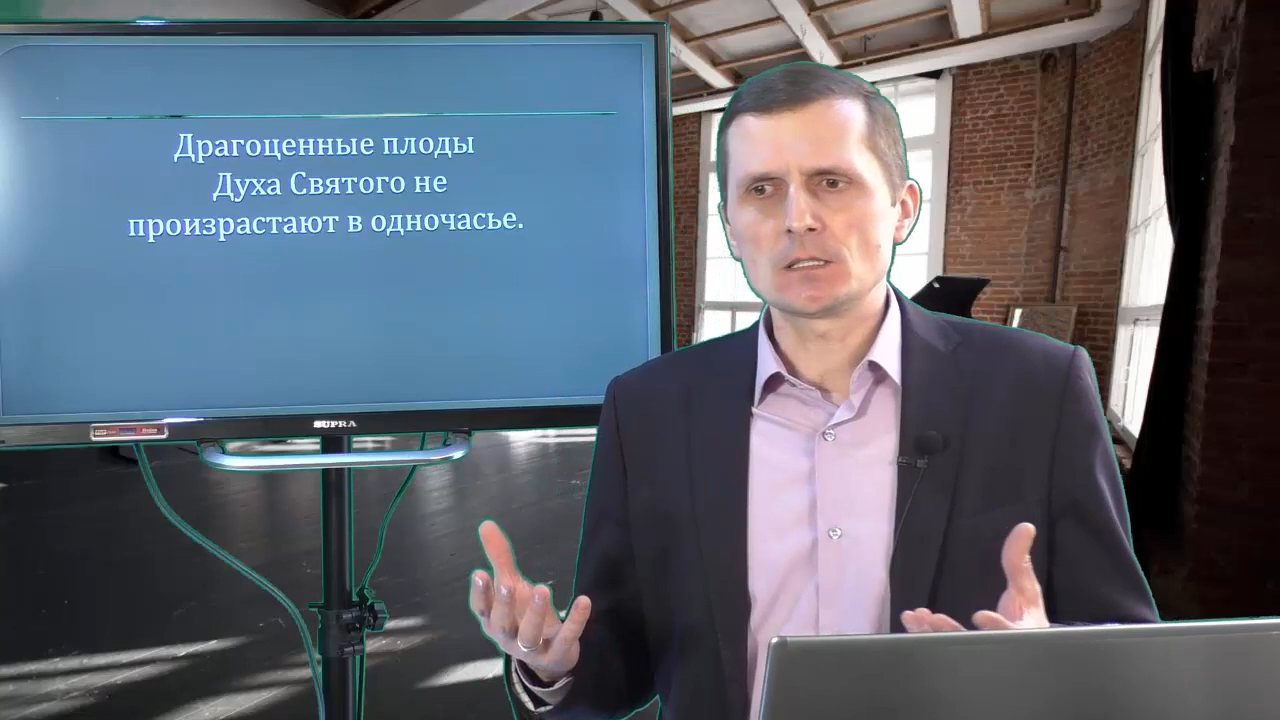 Драгоценные плоды
Духа Святого не
произрастают в одночасье.
SUPRA